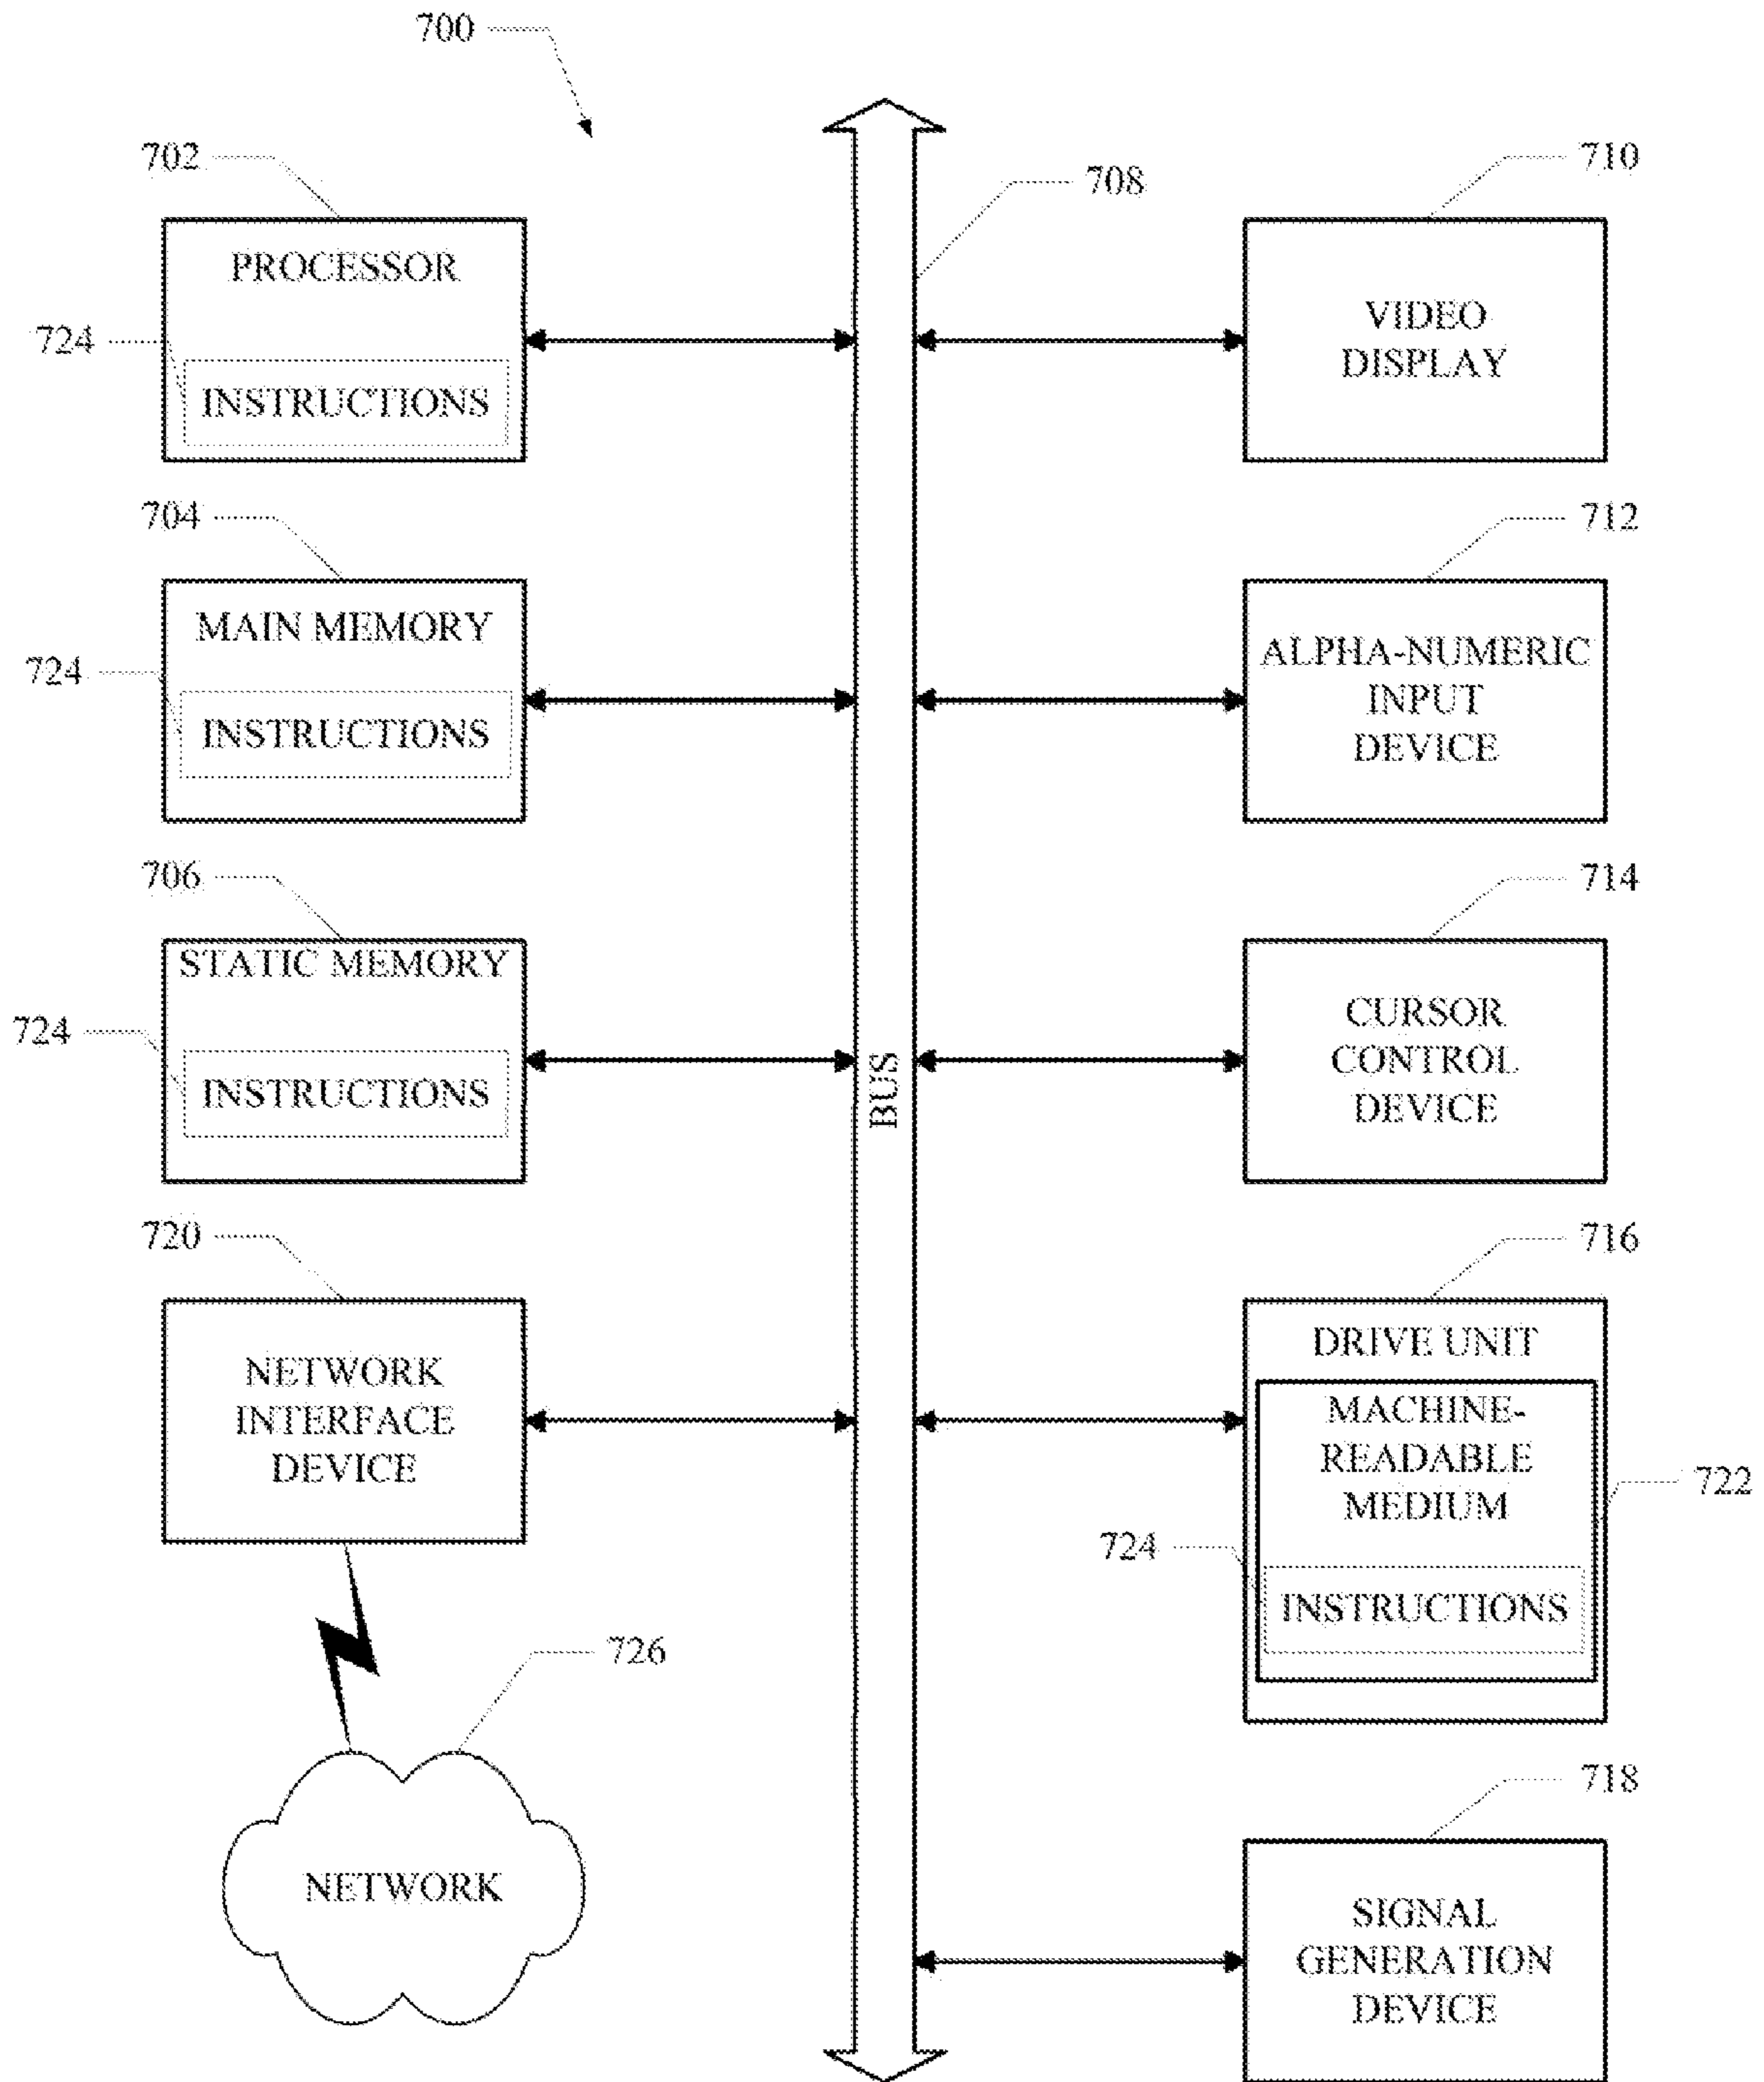 700
702
PROCESSOR
724
INSTRUCTIONS
704
MAIN MEMORY
724
INSTRUCTIONS
706
STATIC MEMORY
724
INSTRUCTIONS
720
NETWORK
INTERFACE
DEVICE
726
NETWORK
708
BUS
710
VIDEO
DISPLAY
712
ALPHA-NUMERIC
INPUT
DEVICE
714
CURSOR
CONTROL
DEVICE
716
DRIVE UNIT
MACHINE-
READABLE
MEDIUM
722
724
INSTRUCTIONS
718
SIGNAL
GENERATION
DEVICE